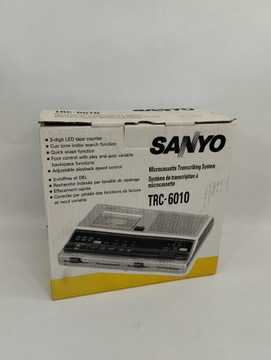 TRC-6010
• 3-digit LED tape counter
• Cue tone index search function
• Quick erase function
• Foot control with play and auto variable
backspace functions
• Adjustable playback speed control
• 3-chiffres et DEL
• Recherche indexée par tonalité de repérage
• Effacement rapide
• Contrôle par pédale des fonctions de lecture
et recul variable
SANYO
Microcassette Transcribing System
Système de transcription à
microcassette
TRC-6010
SANYO